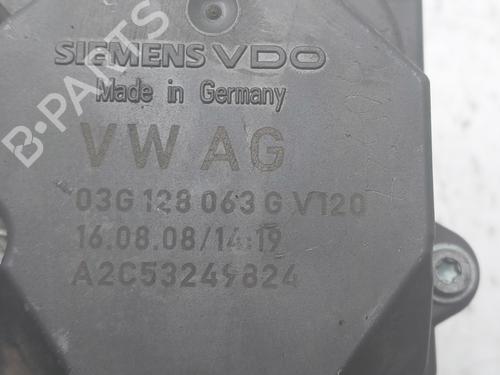 SIEMENS VDO
Made in Germany
VW AG
03G 128 063 G V120
16.08.08/14:19
A2C53249824
B-PARTS